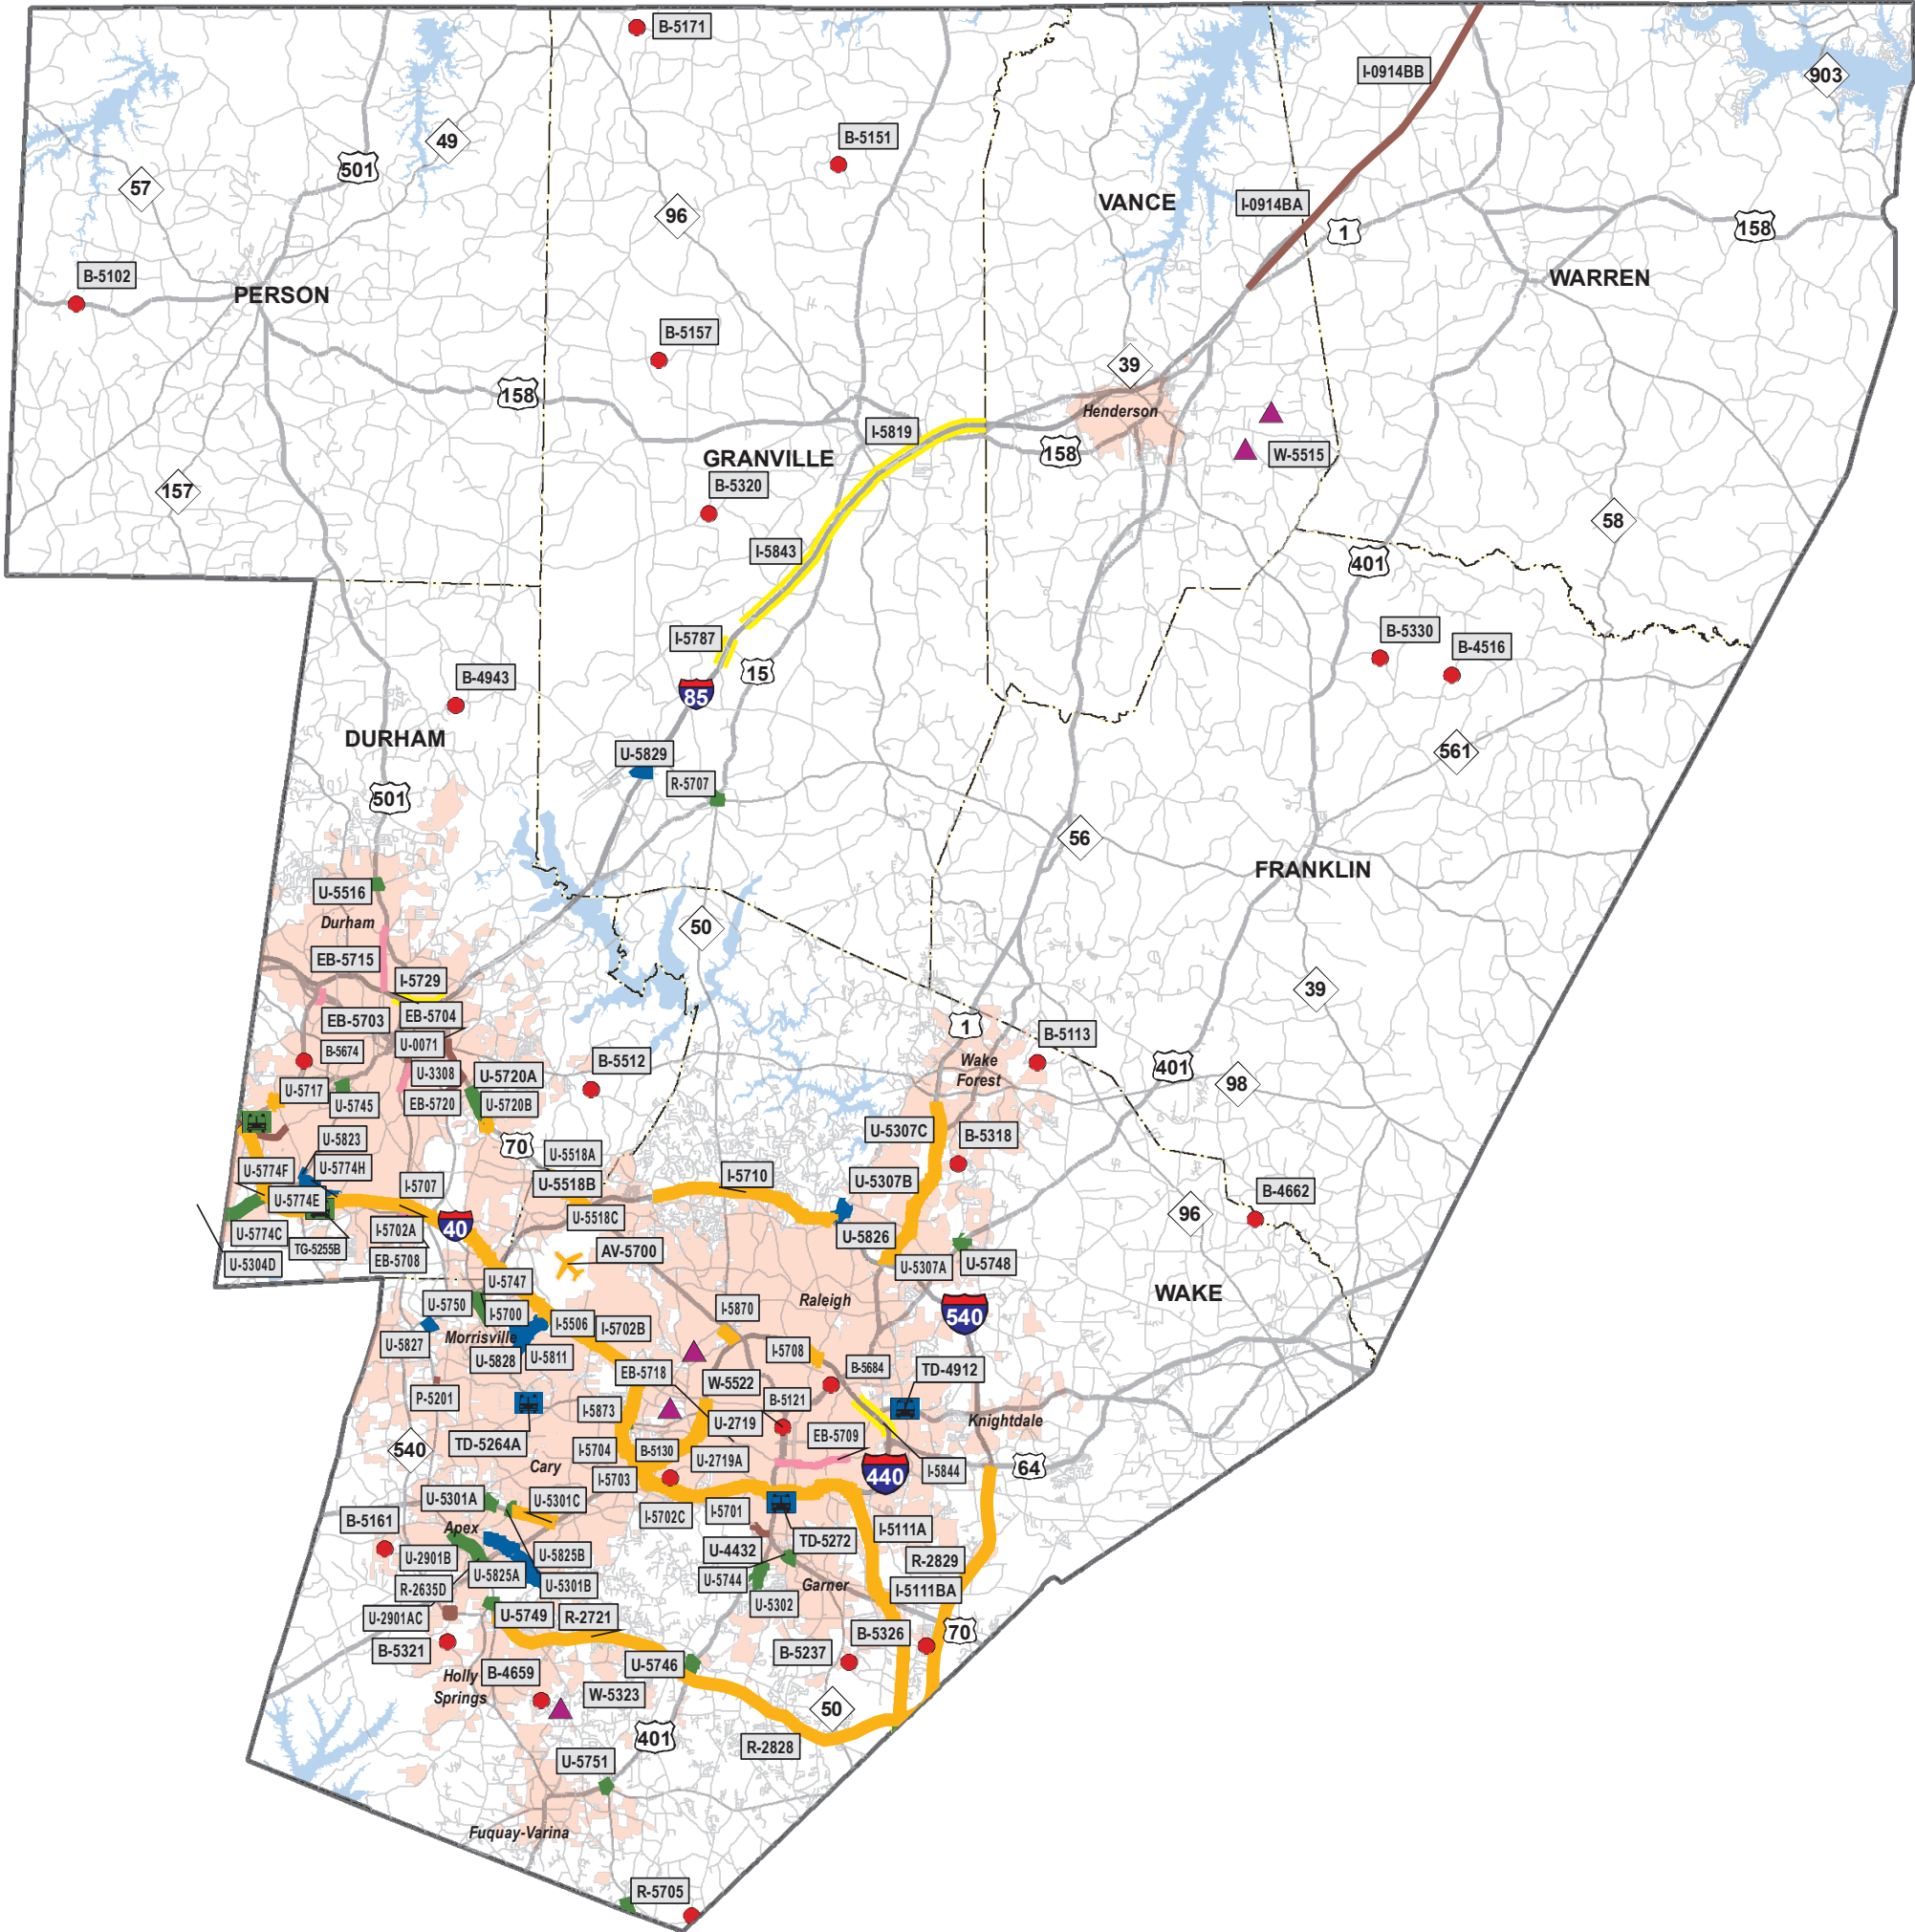 B-5171
I-0914BB
903
B-5151
49
501
57
VANCE
I-0914BA
96
1
158
B-5102
PERSON
WARREN
B-5157
39
158
Henderson
I-5819
158
W-5515
GRANVILLE
B-5320
157
58
I-5843
401
I-5787
B-5330
B-4516
15
B-4943
85
DURHAM
561
U-5829
R-5707
501
56
FRANKLIN
U-5516
Durham
50
EB-5715
I-5729
39
EB-5704
EB-5703
1
B-5113
U-0071
B-5674
B-5512
Wake
Forest
401
U-3308
U-5720A
98
U-5717
U-5745
EB-5720
U-5720B
U-5823
70
U-5307C
B-5318
U-5518A
U-5774F
U-5774H
I-5710
U-5307B
I-5707
U-5518B
B-4662
U-5774E
96
U-5518C
U-5774C
I-5702A
40
U-5826
TG-5255B
AV-5700
U-5304D
EB-5708
U-5307A
U-5748
U-5747
WAKE
U-5750
I-5700
I-5870
Raleigh
540
I-5506
I-5702B
Morrisville
U-5827
U-5828
U-5811
I-5708
EB-5718
B-5684
TD-4912
W-5522
P-5201
B-5121
I-5873
U-2719
Knightdale
EB-5709
TD-5264A
540
I-5704
B-5130
U-2719A
Cary
440
I-5844
64
I-5703
U-5301A
U-5301C
I-5702C
I-5701
B-5161
Apex
I-5111A
TD-5272
U-4432
U-2901B
U-5825B
R-2829
U-5825A
U-5744
R-2635D
U-5301B
Garner
I-5111BA
U-5302
U-2901AC
U-5749
R-2721
B-5321
B-5326
70
B-5237
U-5746
Holly
Springs
B-4659
W-5323
50
401
R-2828
U-5751
Fuquay-Varina
R-5705